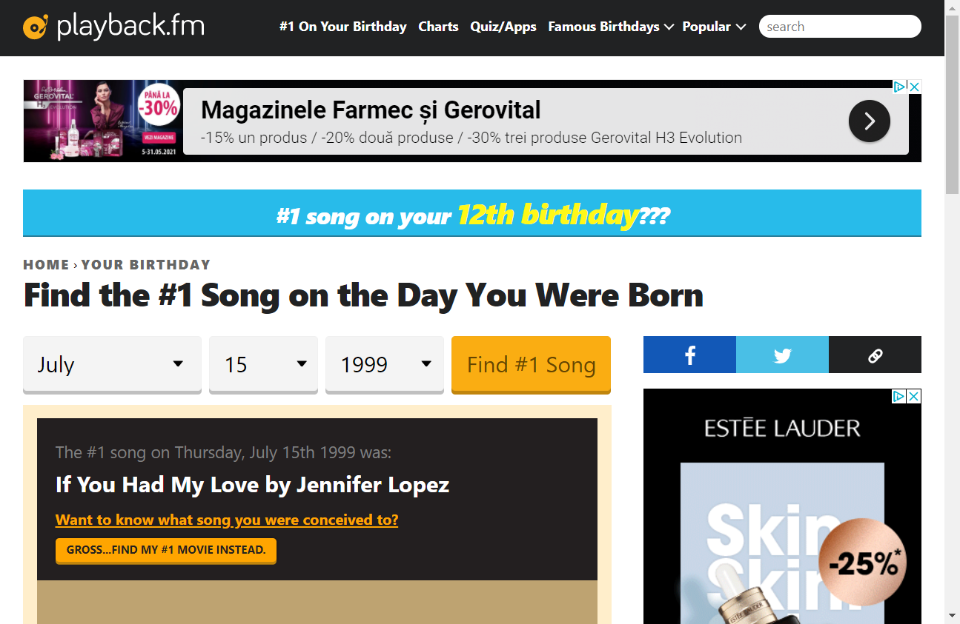 playback.fm
#1 On Your Birthday Charts Quiz/Apps Famous Birthdays Popular search
GEROVITAL
H3 EVOLUTION
PÂNĂ LA
-30%
VEZI MAGAZINE
5-31.05.2021
Magazinele Farmec și Gerovital
-15% un produs / -20% două produse / -30% trei produse Gerovital H3 Evolution
#1 song on your 12th birthday???
HOME › YOUR BIRTHDAY
Find the #1 Song on the Day You Were Born
July 15 1999 Find #1 Song
The #1 song on Thursday, July 15th 1999 was:
If You Had My Love by Jennifer Lopez
Want to know what song you were conceived to?
GROSS...FIND MY #1 MOVIE INSTEAD.
ESTĒE LAUDER
Skin
Skin
-25%*